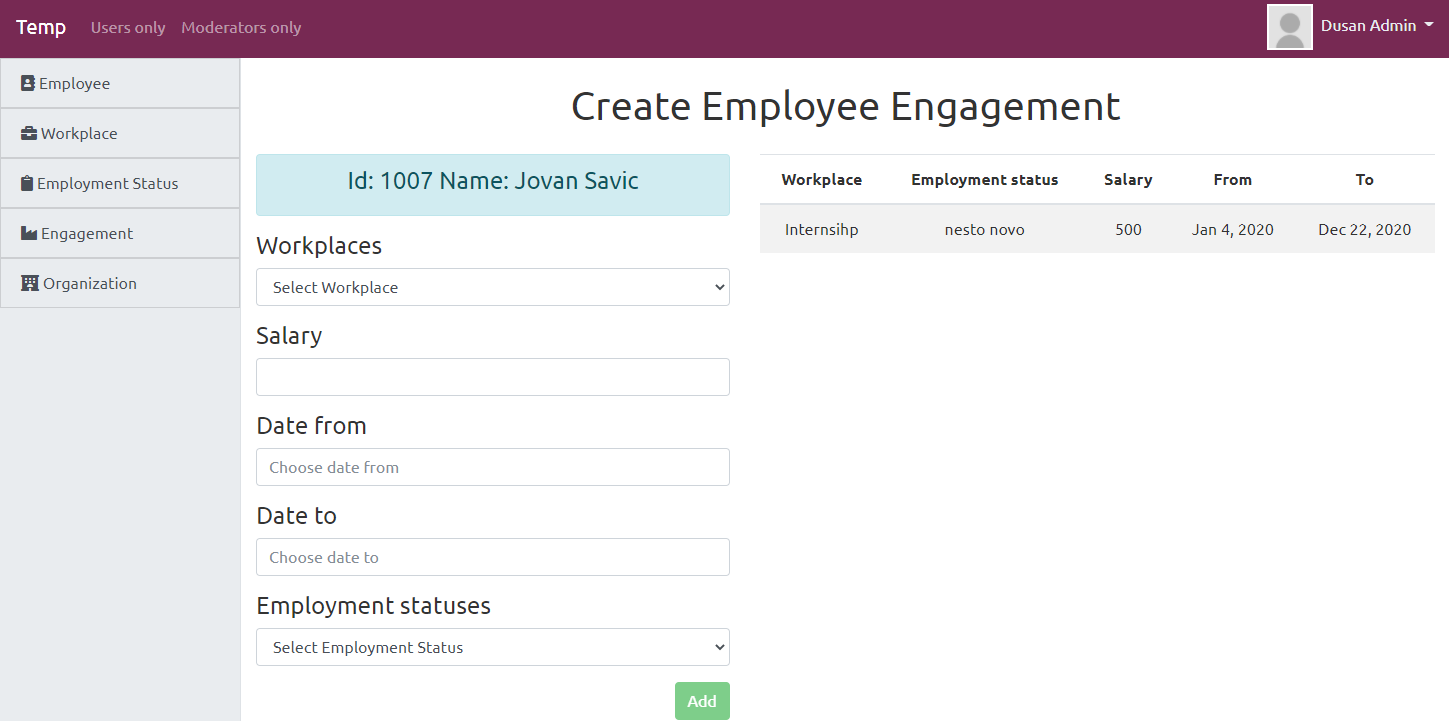 Temp Users only Moderators only Dusan Admin
Employee
Workplace
Employment Status
Engagement
Organization
Create Employee Engagement
Id: 1007 Name: Jovan Savic
Workplaces
Select Workplace
Salary
Date from
Choose date from
Date to
Choose date to
Employment statuses
Select Employment Status
Add
Workplace Employment status Salary From To
Internsihp nesto novo 500 Jan 4, 2020 Dec 22, 2020